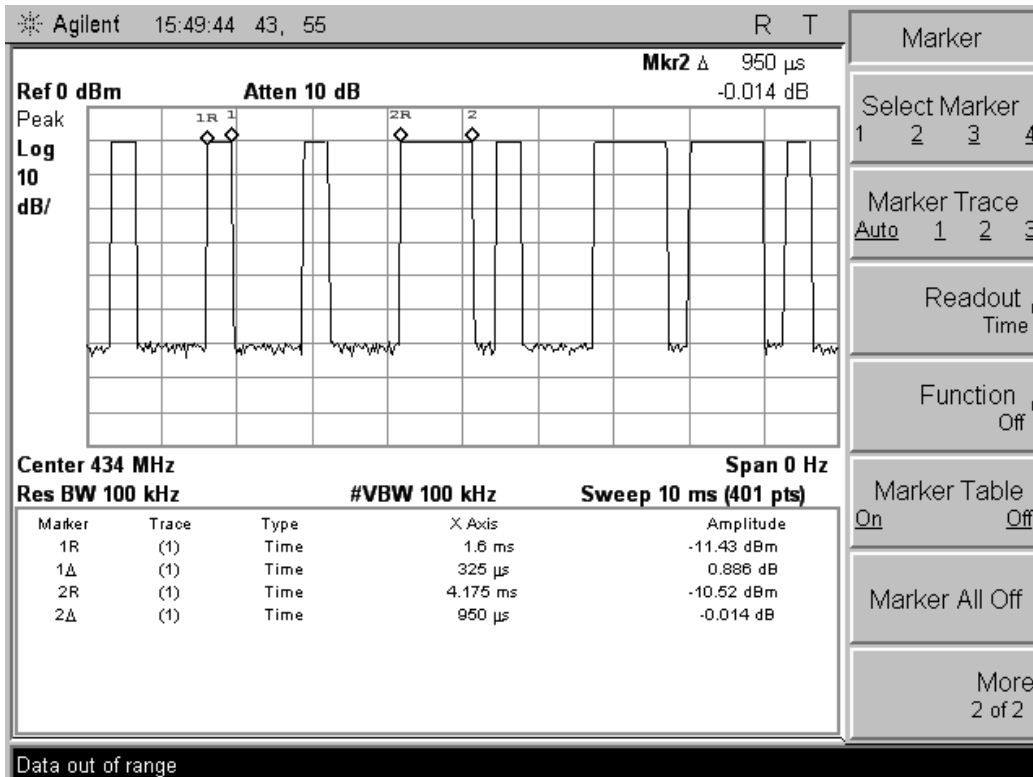 Agilent 15:49:44 43, 55 R T
Mkr2 Δ 950 μs
Ref 0 dBm Atten 10 dB -0.014 dB
Peak
Log
10
dB/
1R 1 2R 2
Center 434 MHz Span 0 Hz
Res BW 100 kHz #VBW 100 kHz Sweep 10 ms (401 pts)
Marker Trace Type X Axis Amplitude
1R (1) Time 1.6 ms -11.43 dBm
1Δ (1) Time 325 μs 0.886 dB
2R (1) Time 4.175 ms -10.52 dBm
2Δ (1) Time 950 μs -0.014 dB
Marker
Select Marker
1 2 3 4
Marker Trace
Auto 1 2 3
Readout
Time
Function
Off
Marker Table
On Off
Marker All Off
More
2 of 2
Data out of range